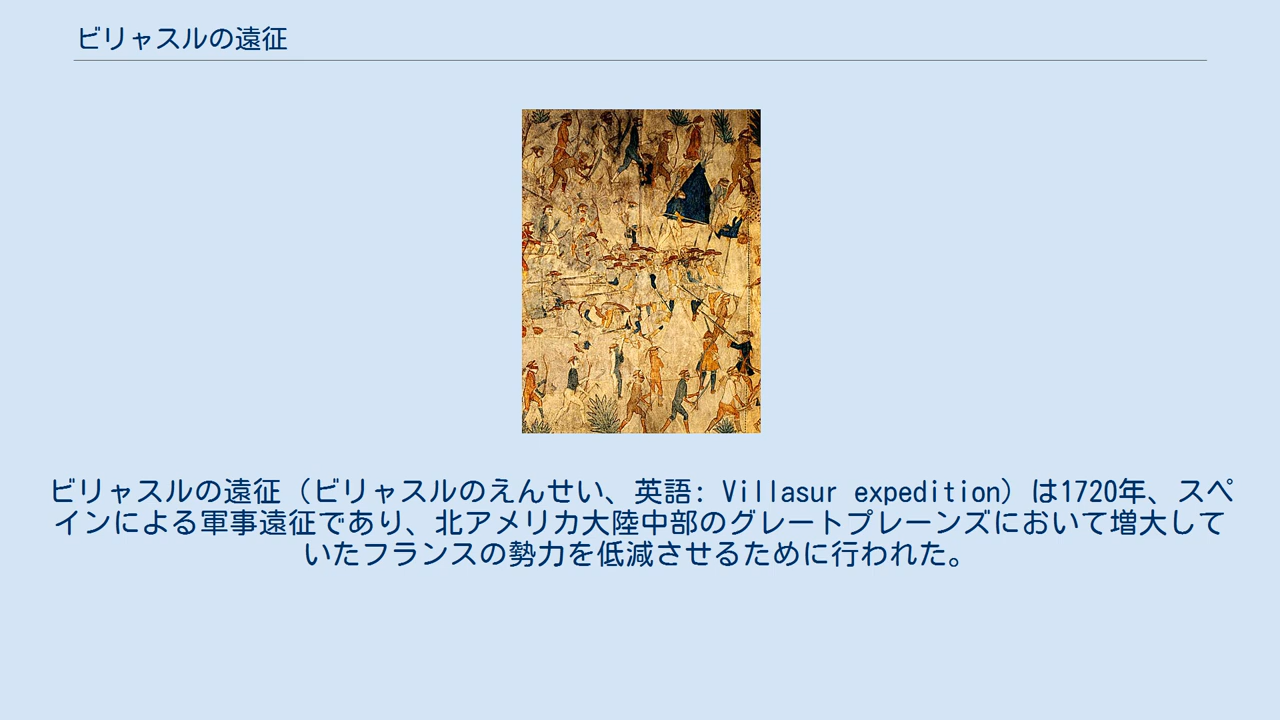 ビリャスルの遠征
ビリャスルの遠征（ビリャスルのえんせい、英語: Villasur expedition）は1720年、スペ
インによる軍事遠征であり、北アメリカ大陸中部のグレートプレーンズにおいて増大して
いたフランスの勢力を低減させるために行われた。